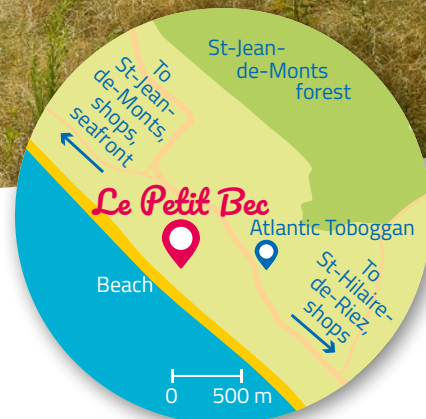 St-Jean-
de-Monts
forest
To
St-Jean-
de-Monts,
shops,
seafront
Le Petit Bec
Atlantic Toboggan
To
St-Hilaire-
de-Riez,
shops
Beach
0 500 m